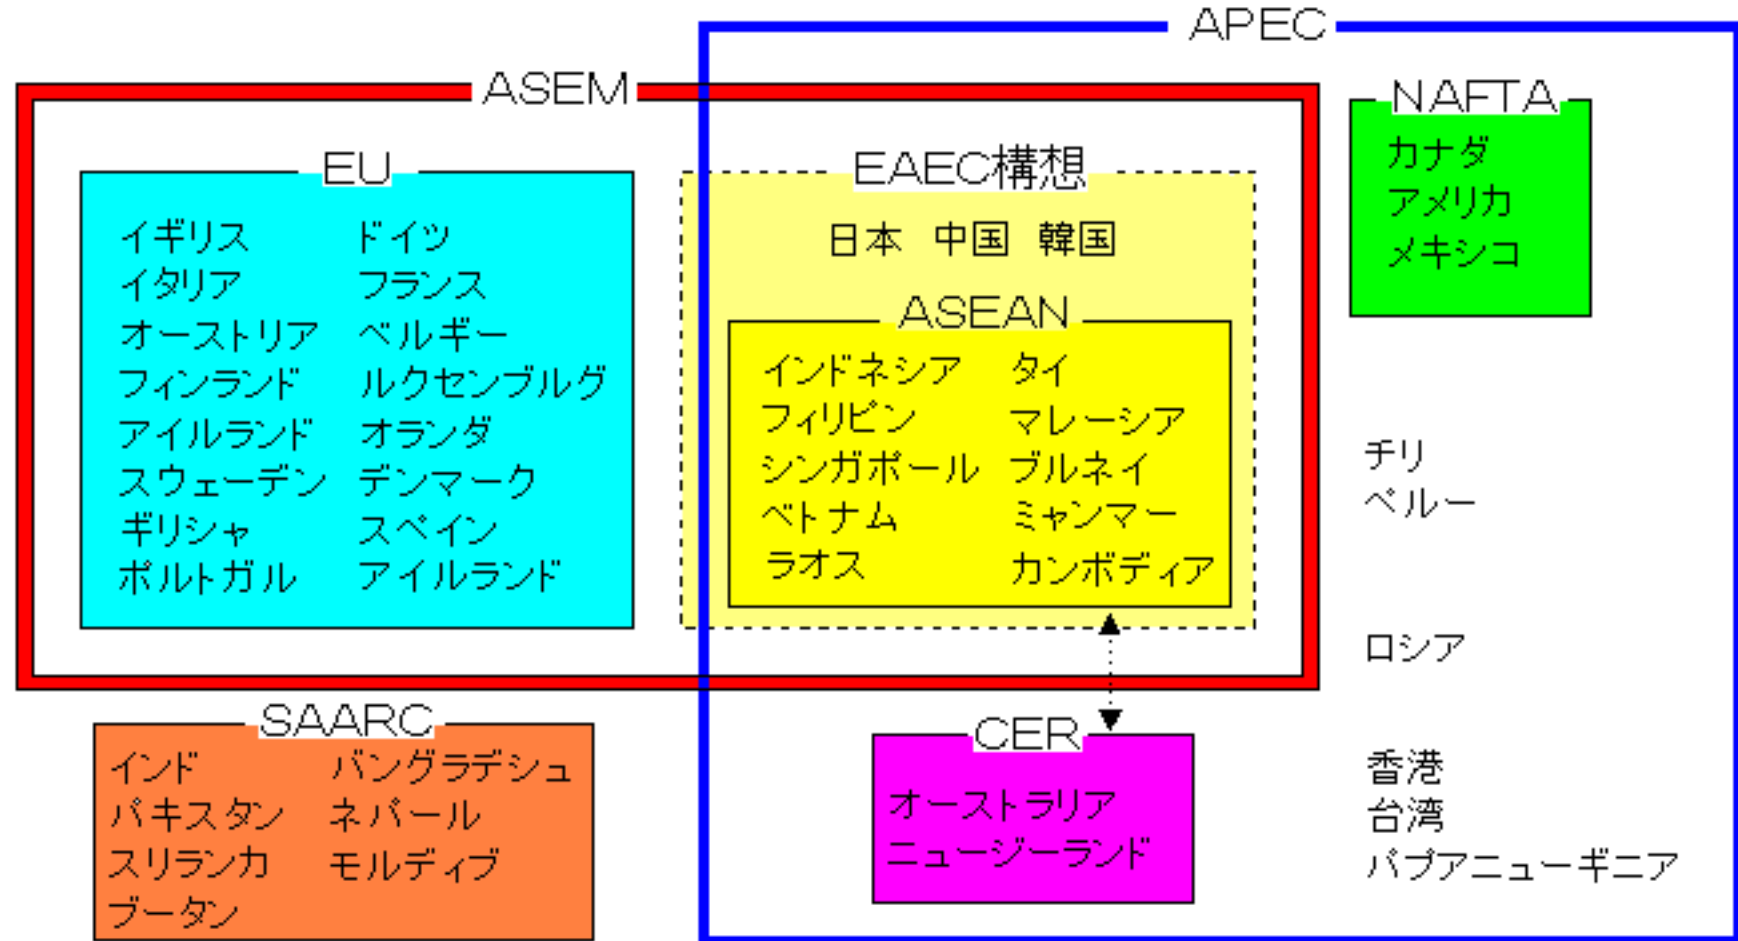 APEC
ASEM
NAFTA
カナダ
アメリカ
メキシコ
EU
イギリス ドイツ
イタリア フランス
オーストリア ベルギー
フィンランド ルクセンブルグ
アイルランド オランダ
スウェーデン デンマーク
ギリシャ スペイン
ポルトガル アイルランド
EAEC構想
日本 中国 韓国
ASEAN
インドネシア タイ
フィリピン マレーシア
シンガポール ブルネイ
ベトナム ミャンマー
ラオス カンボディア
チリ
ペルー
ロシア
SAARC
インド バングラデシュ
パキスタン ネパール
スリランカ モルディブ
ブータン
CER
オーストラリア
ニュージーランド
香港
台湾
パプアニューギニア